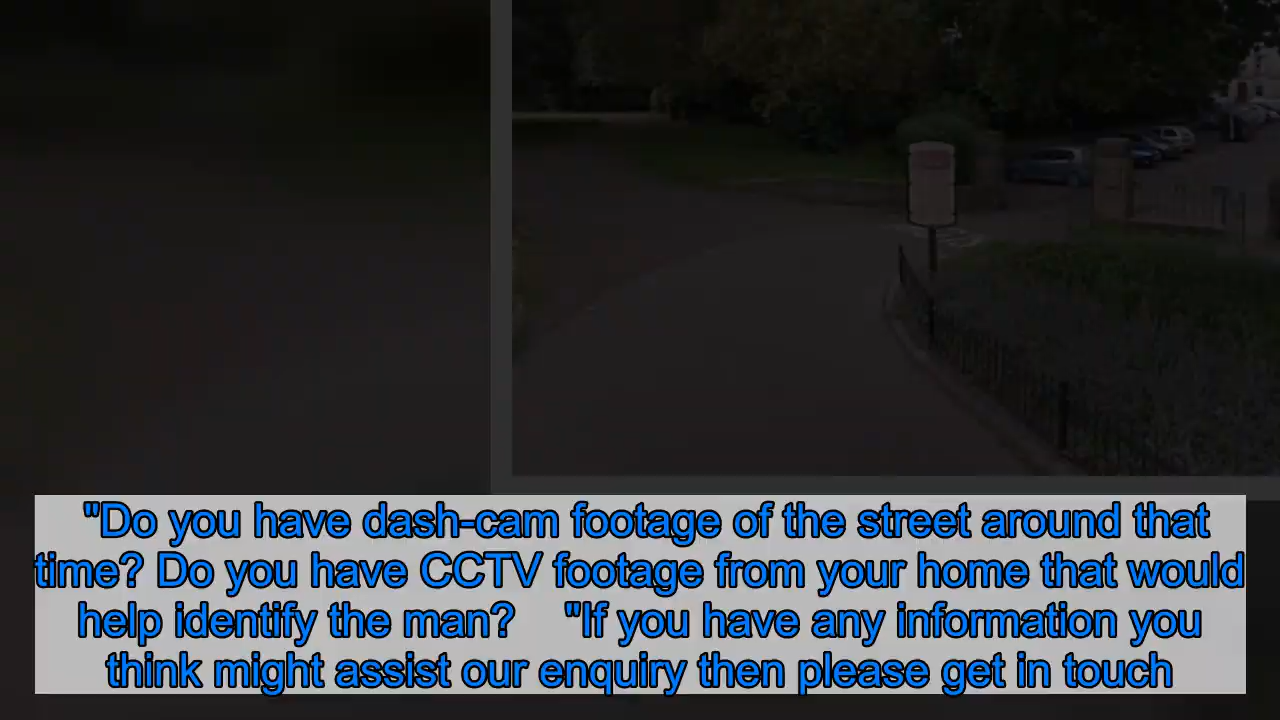 "Do you have dash-cam footage of the street around that
time? Do you have CCTV footage from your home that would
help identify the man? "If you have any information you
think might assist our enquiry then please get in touch